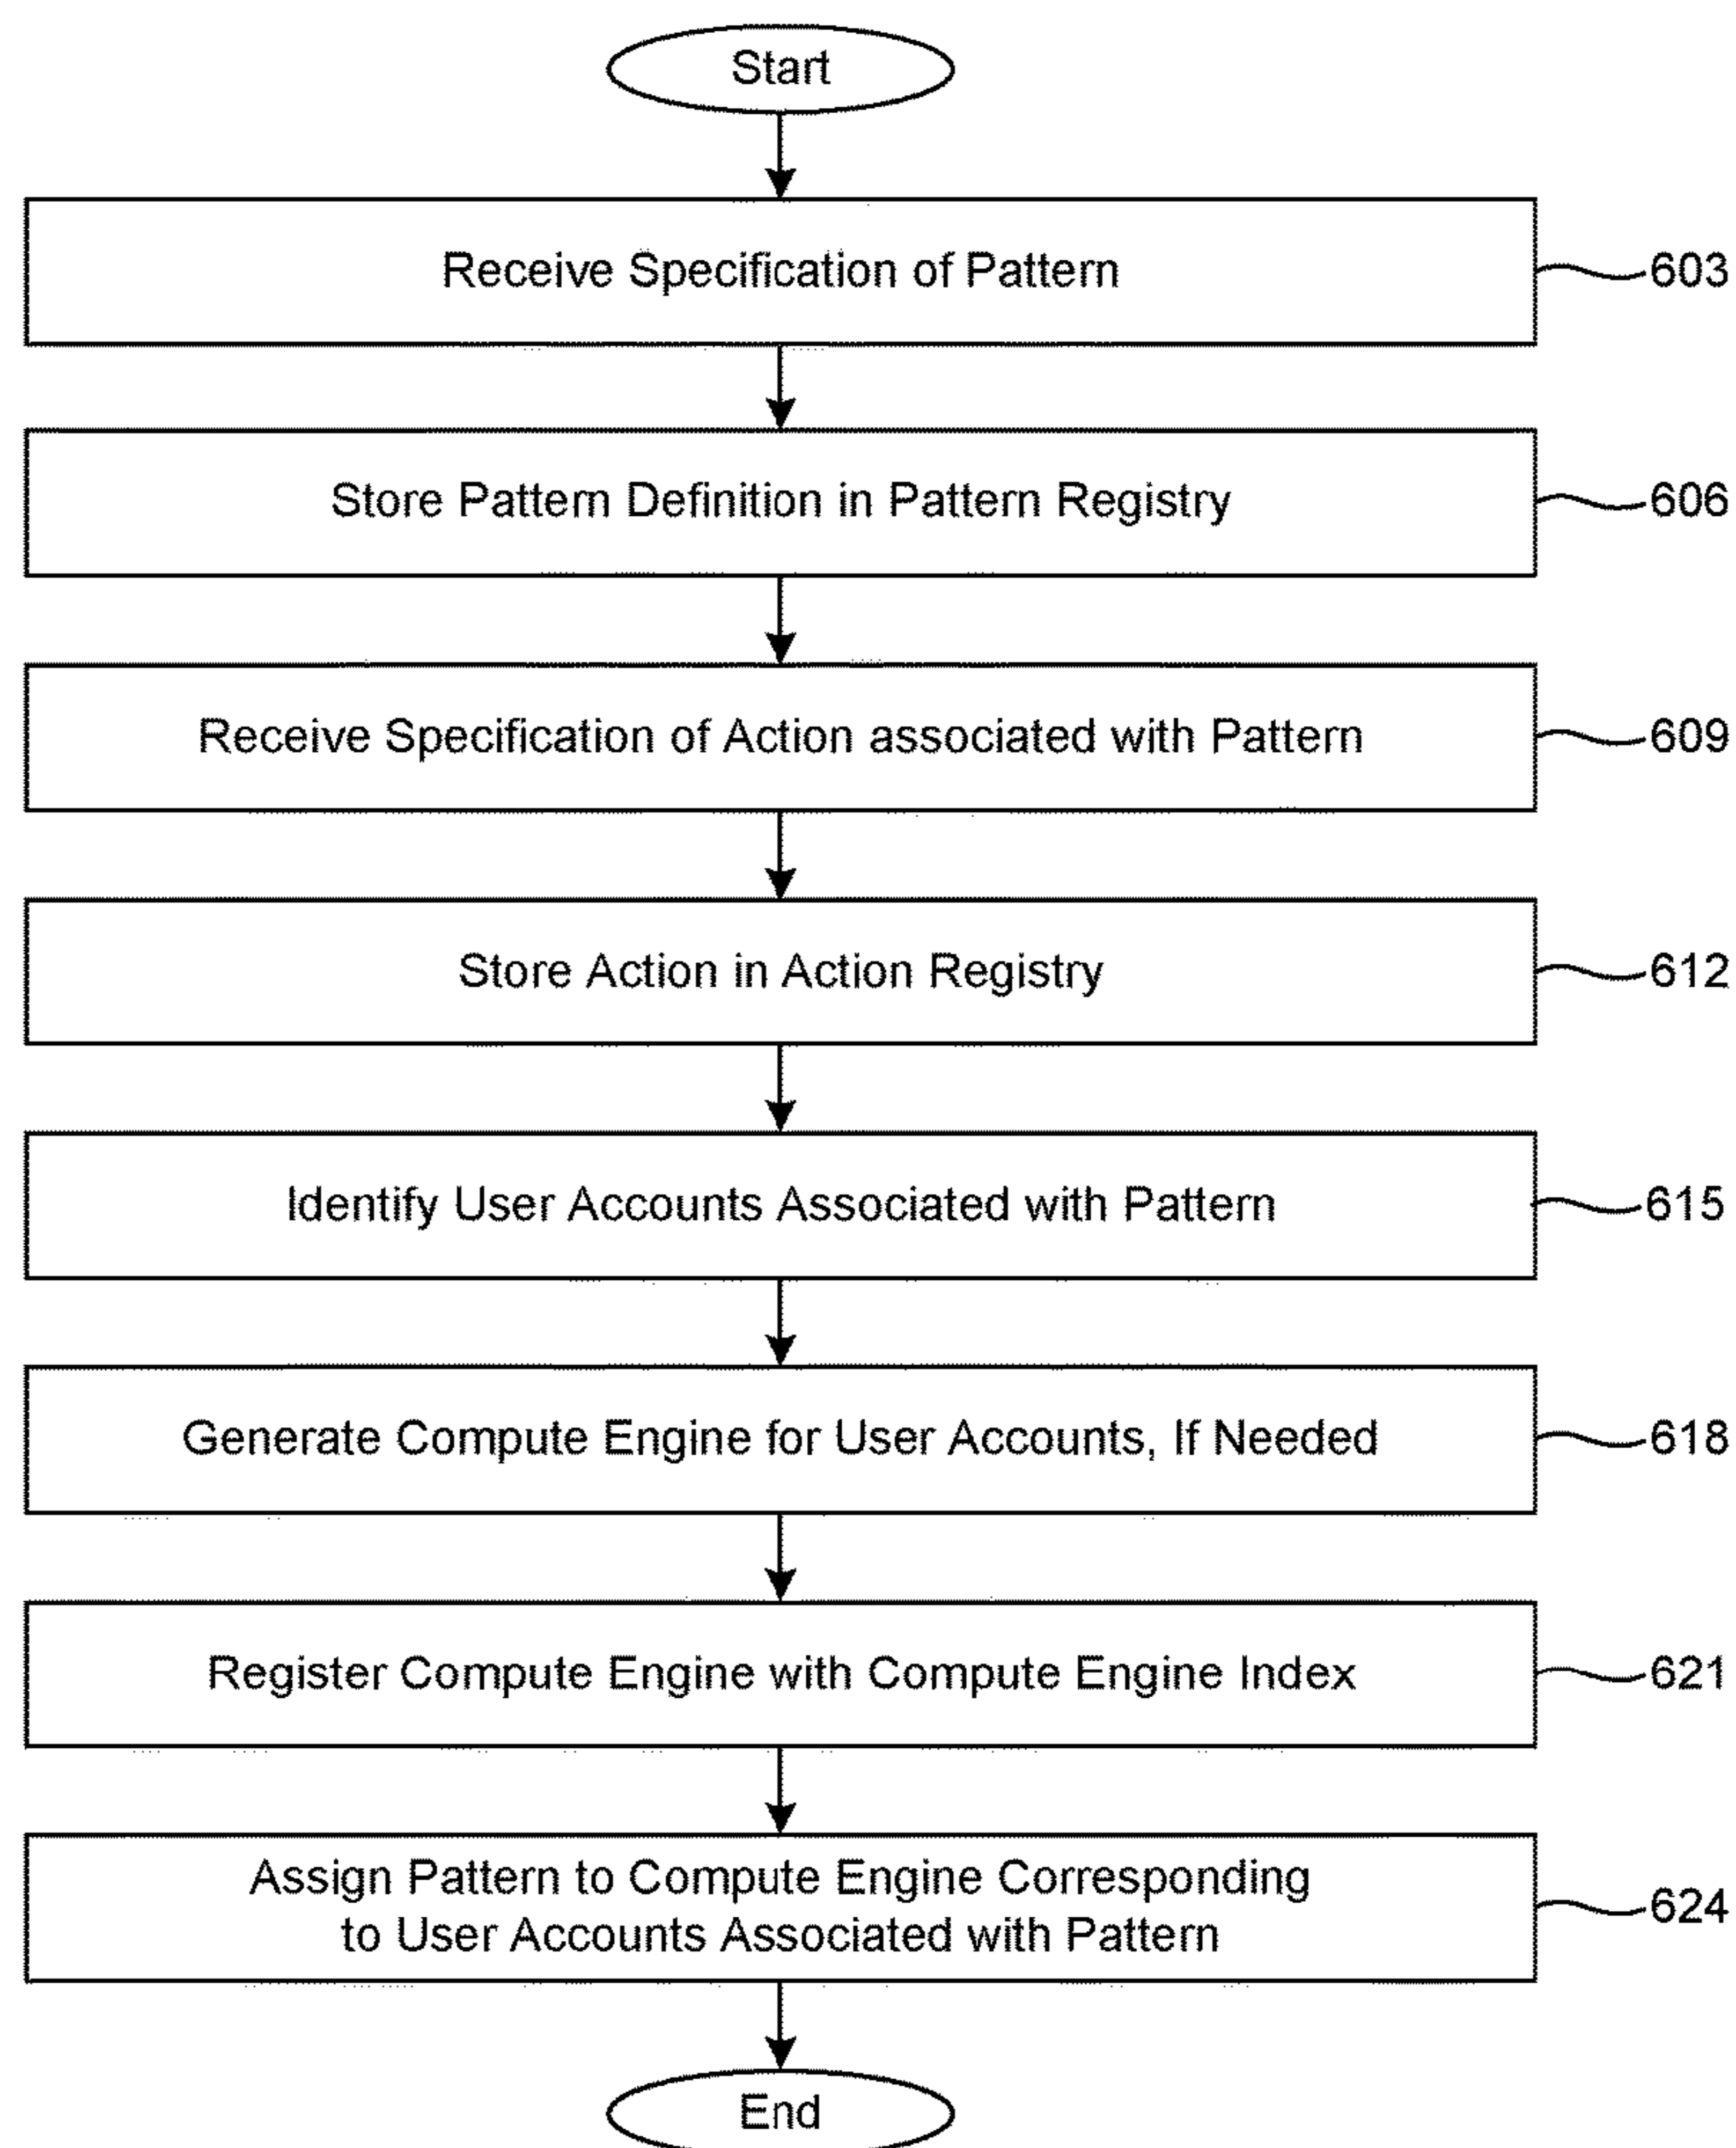 Start
Receive Specification of Pattern
603
Store Pattern Definition in Pattern Registry
606
Receive Specification of Action associated with Pattern
609
Store Action in Action Registry
612
Identify User Accounts Associated with Pattern
615
Generate Compute Engine for User Accounts, If Needed
618
Register Compute Engine with Compute Engine Index
621
Assign Pattern to Compute Engine Corresponding
to User Accounts Associated with Pattern
624
End